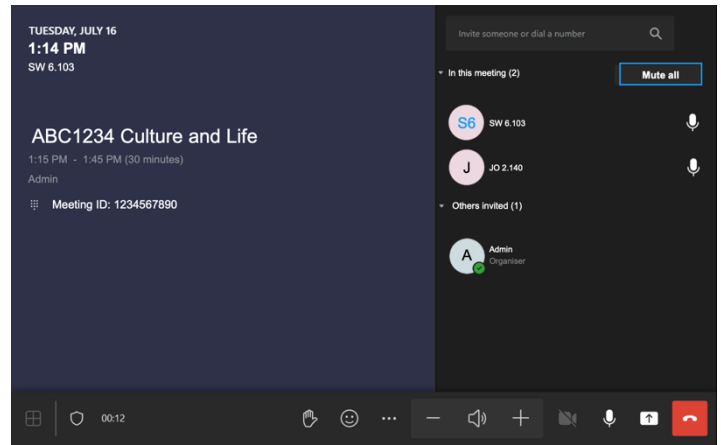 TUESDAY, JULY 16
1:14 PM
SW 6.103
ABC1234 Culture and Life
1:15 PM - 1:45 PM (30 minutes)
Admin
Meeting ID: 1234567890
Invite someone or dial a number
In this meeting (2)
Mute all
S6 SW 6.103
J JO 2.140
Others invited (1)
A Admin
Organiser
00:12